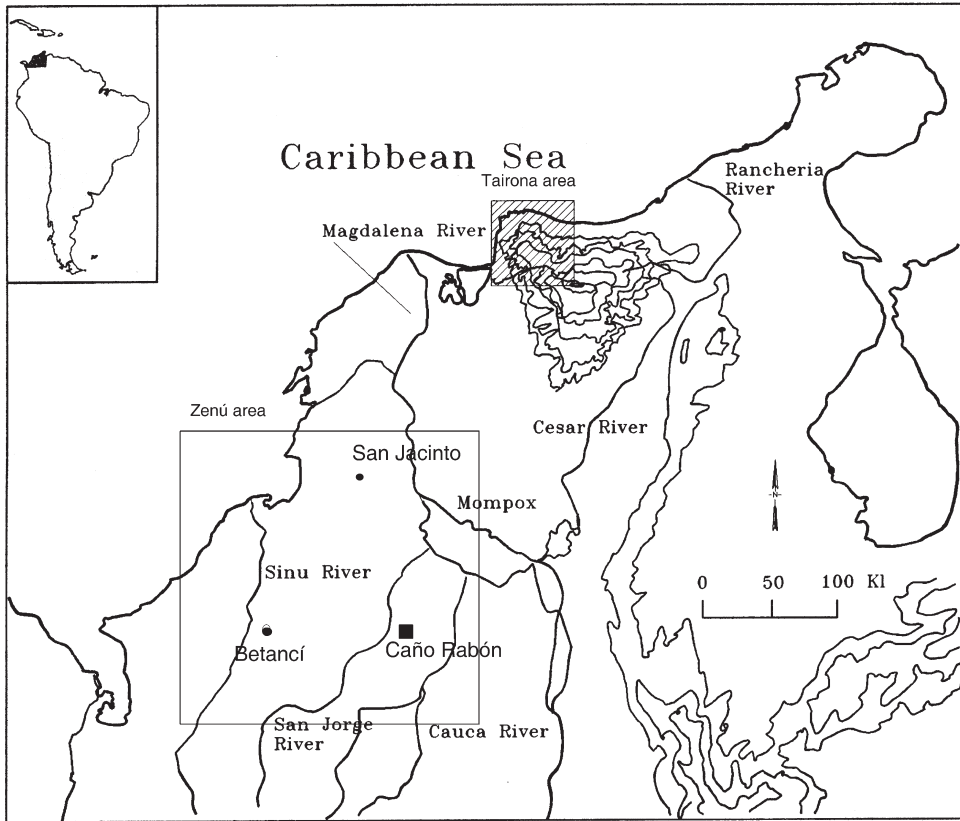 Caribbean Sea
Tairona area
Rancheria
River
Magdalena River
Zenú area
Cesar River
San Jacinto
Mompox
N
Sinu River
0 50 100 Kl
Betancí
Caño Rabón
San Jorge
River
Cauca River